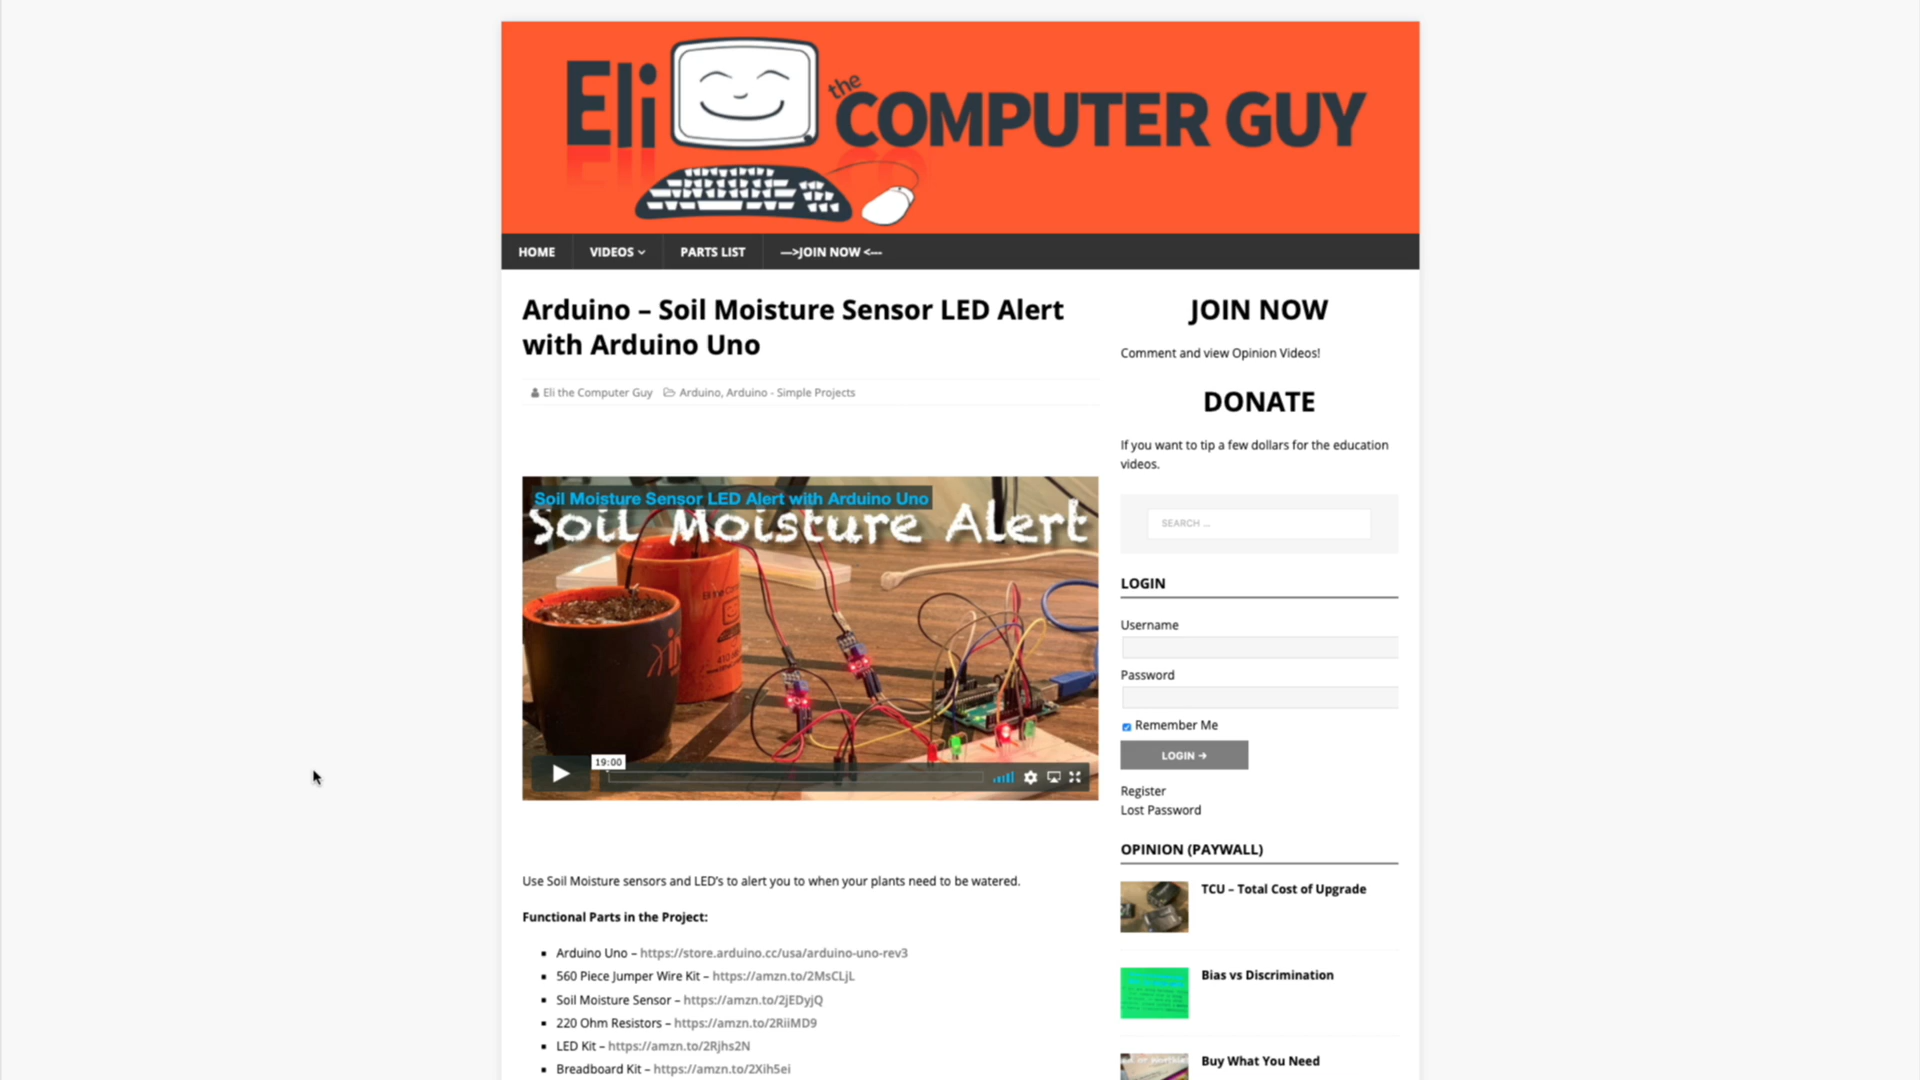 Eli the COMPUTER GUY
HOME
VIDEOS
PARTS LIST
--->JOIN NOW <---
Arduino – Soil Moisture Sensor LED Alert
with Arduino Uno
Eli the Computer Guy
Arduino, Arduino - Simple Projects
Soil Moisture Sensor LED Alert with Arduino Uno
Soil Moisture Alert
19:00
Use Soil Moisture sensors and LED's to alert you to when your plants need to be watered.
Functional Parts in the Project:
Arduino Uno – https://store.arduino.cc/usa/arduino-uno-rev3
560 Piece Jumper Wire Kit – https://amzn.to/2MsCLjL
Soil Moisture Sensor – https://amzn.to/2jEDyjQ
220 Ohm Resistors – https://amzn.to/2RiiMD9
LED Kit – https://amzn.to/2Rjhs2N
Breadboard Kit – https://amzn.to/2Xih5ei
JOIN NOW
Comment and view Opinion Videos!
DONATE
If you want to tip a few dollars for the education
videos.
SEARCH ...
LOGIN
Username
Password
Remember Me
LOGIN →
Register
Lost Password
OPINION (PAYWALL)
TCU – Total Cost of Upgrade
Bias vs Discrimination
Buy What You Need